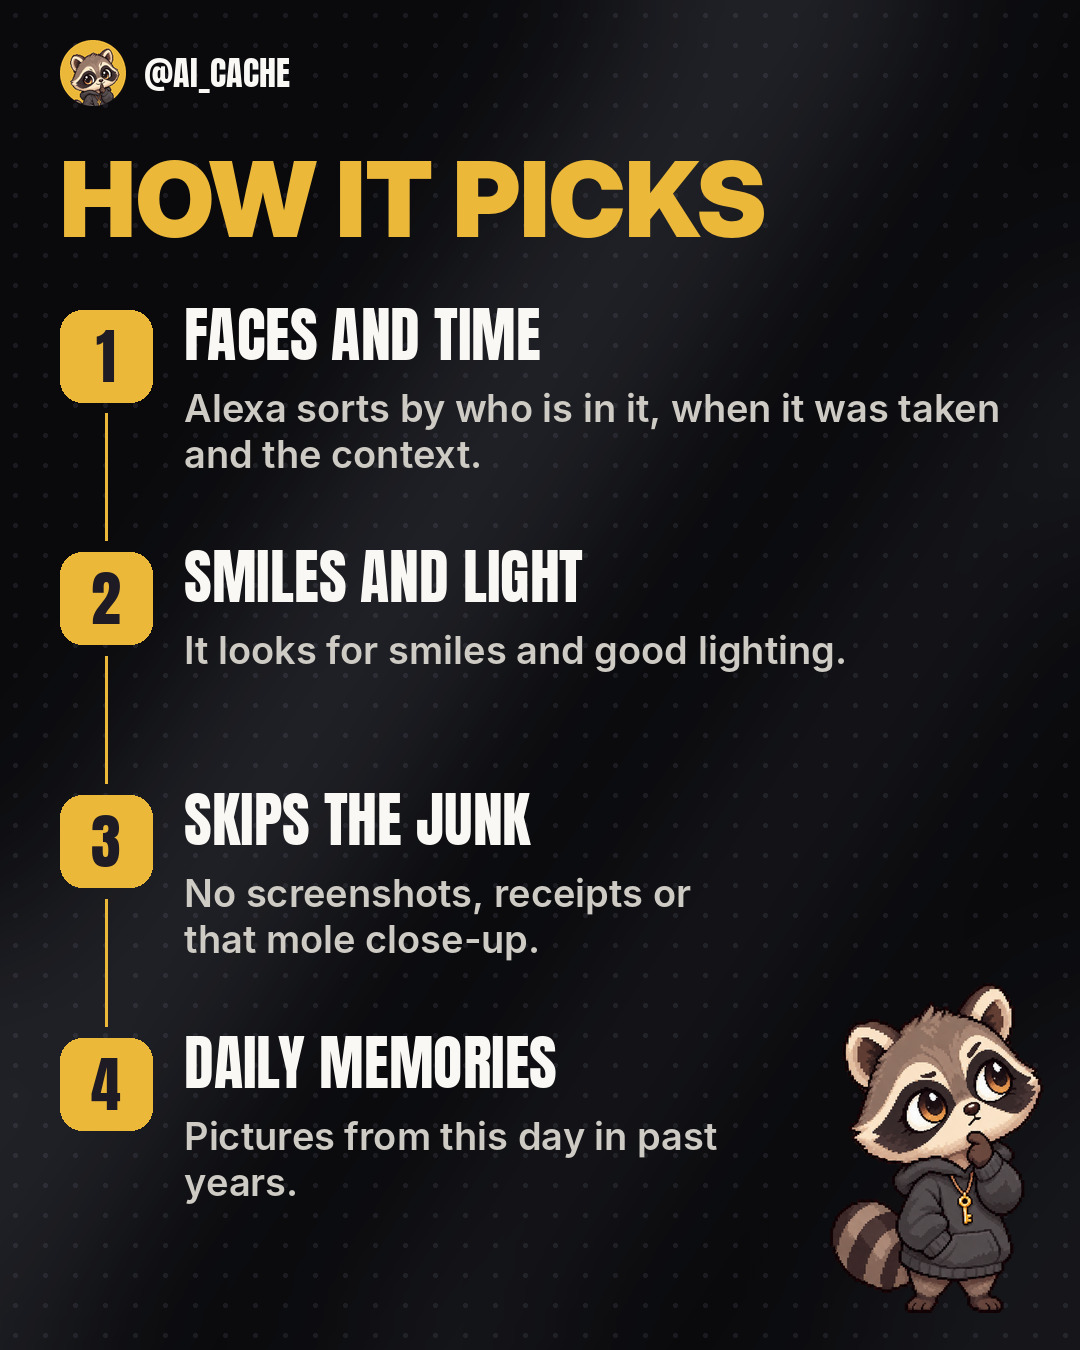 @AI_CACHE
HOW IT PICKS
1
FACES AND TIME
Alexa sorts by who is in it, when it was taken
and the context.
2
SMILES AND LIGHT
It looks for smiles and good lighting.
3
SKIPS THE JUNK
No screenshots, receipts or
that mole close-up.
4
DAILY MEMORIES
Pictures from this day in past
years.